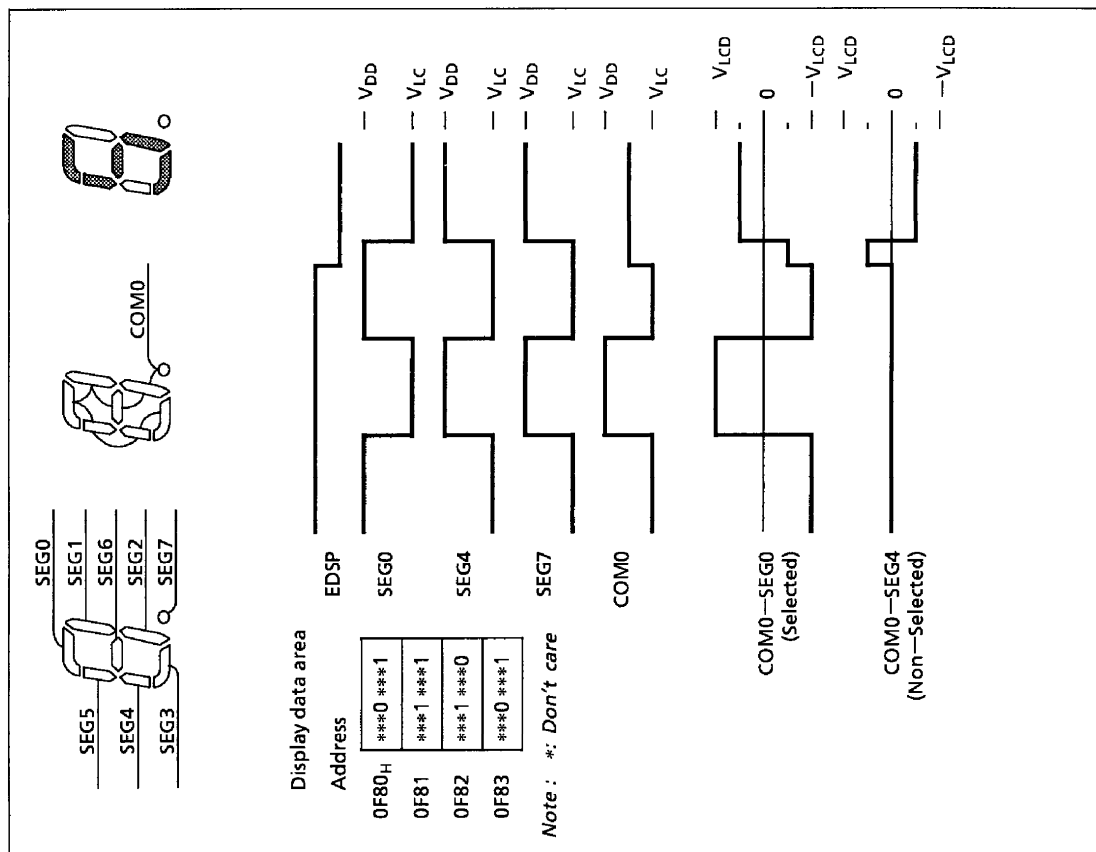 SEG0
SEG1
SEG6
SEG2
SEG7
SEG5
SEG4
SEG3
COM0
Display data area
Address
0F80H ***0 ***1
0F81 ***1 ***1
0F82 ***1 ***0
0F83 ***0 ***1
Note : *: Don't care
EDSP
SEG0
VDD
VLC
SEG4
VDD
VLC
SEG7
VDD
VLC
COM0
VDD
VLC
COM0—SEG0
(Selected)
VLCD
0
—VLCD
COM0—SEG4
(Non—Selected)
VLCD
0
—VLCD